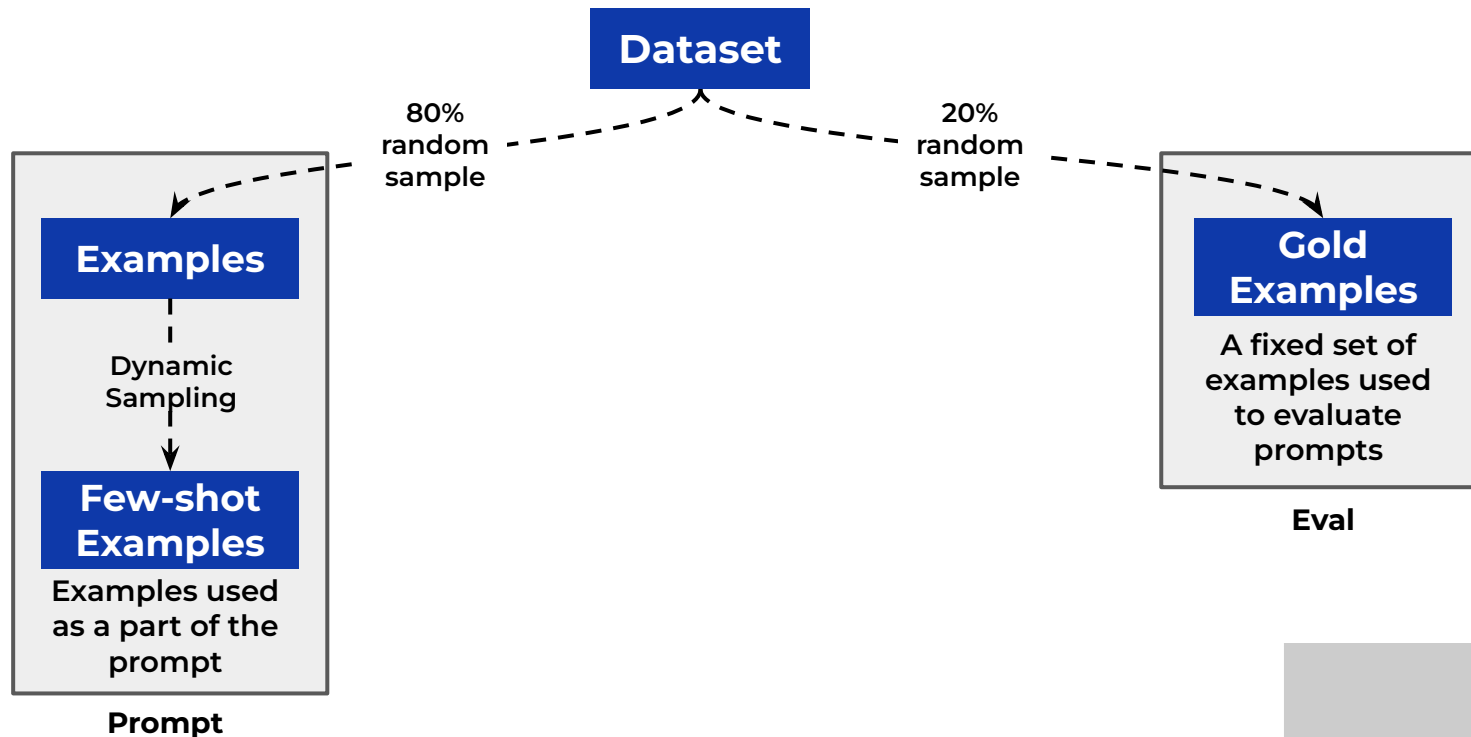 Dataset
80%
random
sample
20%
random
sample
Examples
Dynamic
Sampling
Few-shot
Examples
Examples used
as a part of the
prompt
Prompt
Gold
Examples
A fixed set of
examples used
to evaluate
prompts
Eval